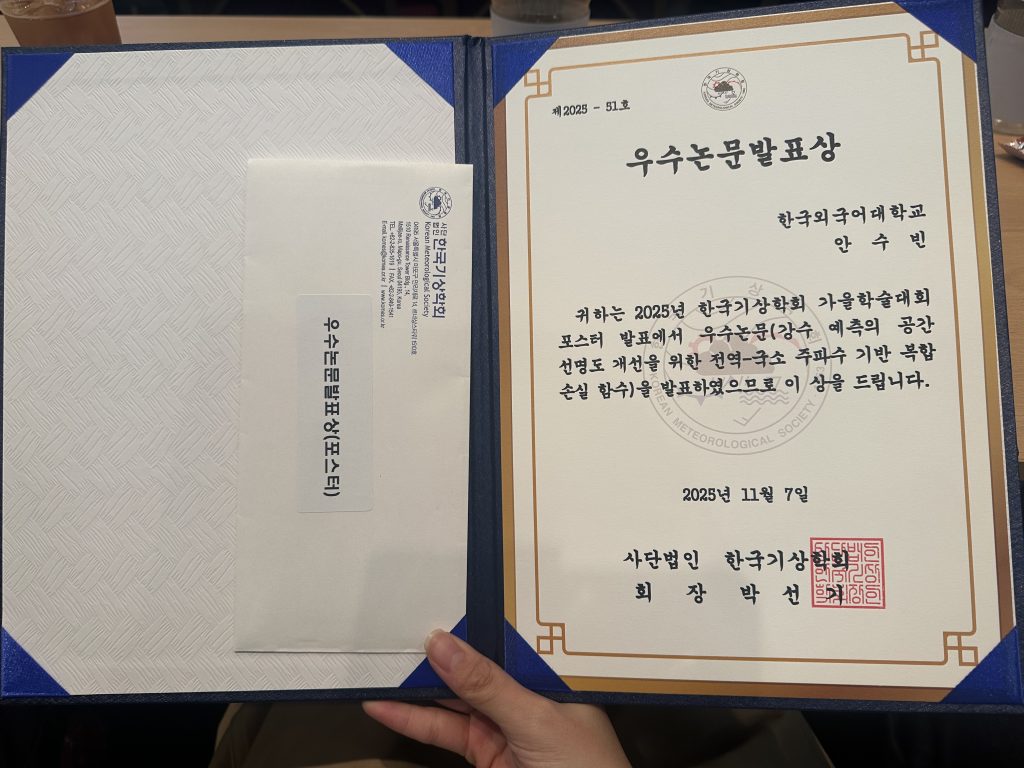 사단
법인 한국기상학회
Korean Meteorological Society
우수논문발표상(포스터)
제2025 - 51호
우수논문발표상
한국외국어대학교
안 수 빈
귀하는 2025년 한국기상학회 가을학술대회
포스터 발표에서 우수논문(강수 예측의 공간
선명도 개선을 위한 전역-국소 주파수 기반 복합
손실 함수)을 발표하였으므로 이 상을 드립니다.
KOREAN METEOROLOGICAL SOCIETY
2025년 11월 7일
사단법인 한국기상학회
회 장 박 선 기